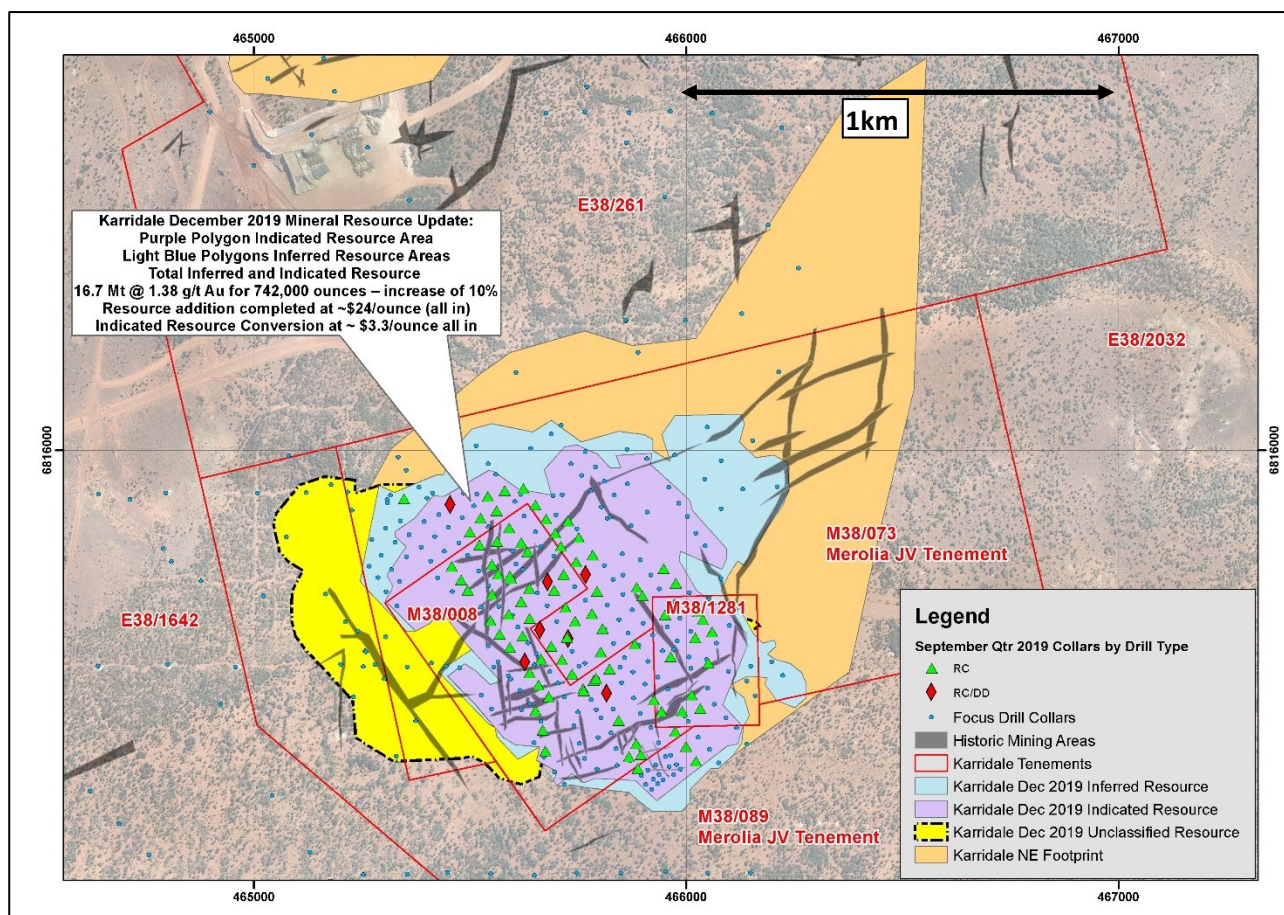 465000
466000
467000
1km
E38/261
Karridale December 2019 Mineral Resource Update:
Purple Polygon Indicated Resource Area
Light Blue Polygons Inferred Resource Areas
Total Inferred and Indicated Resource
16.7 Mt @ 1.38 g/t Au for 742,000 ounces – increase of 10%
Resource addition completed at ~$24/ounce (all in)
Indicated Resource Conversion at ~ $3.3/ounce all in
E38/2032
6816000
6816000
M38/073
Merolia JV Tenement
E38/1642
M38/008
M38/1281
M38/089
Merolia JV Tenement
Legend
September Qtr 2019 Collars by Drill Type
RC
RC/DD
Focus Drill Collars
Historic Mining Areas
Karridale Tenements
Karridale Dec 2019 Inferred Resource
Karridale Dec 2019 Indicated Resource
Karridale Dec 2019 Unclassified Resource
Karridale NE Footprint
465000
466000
467000